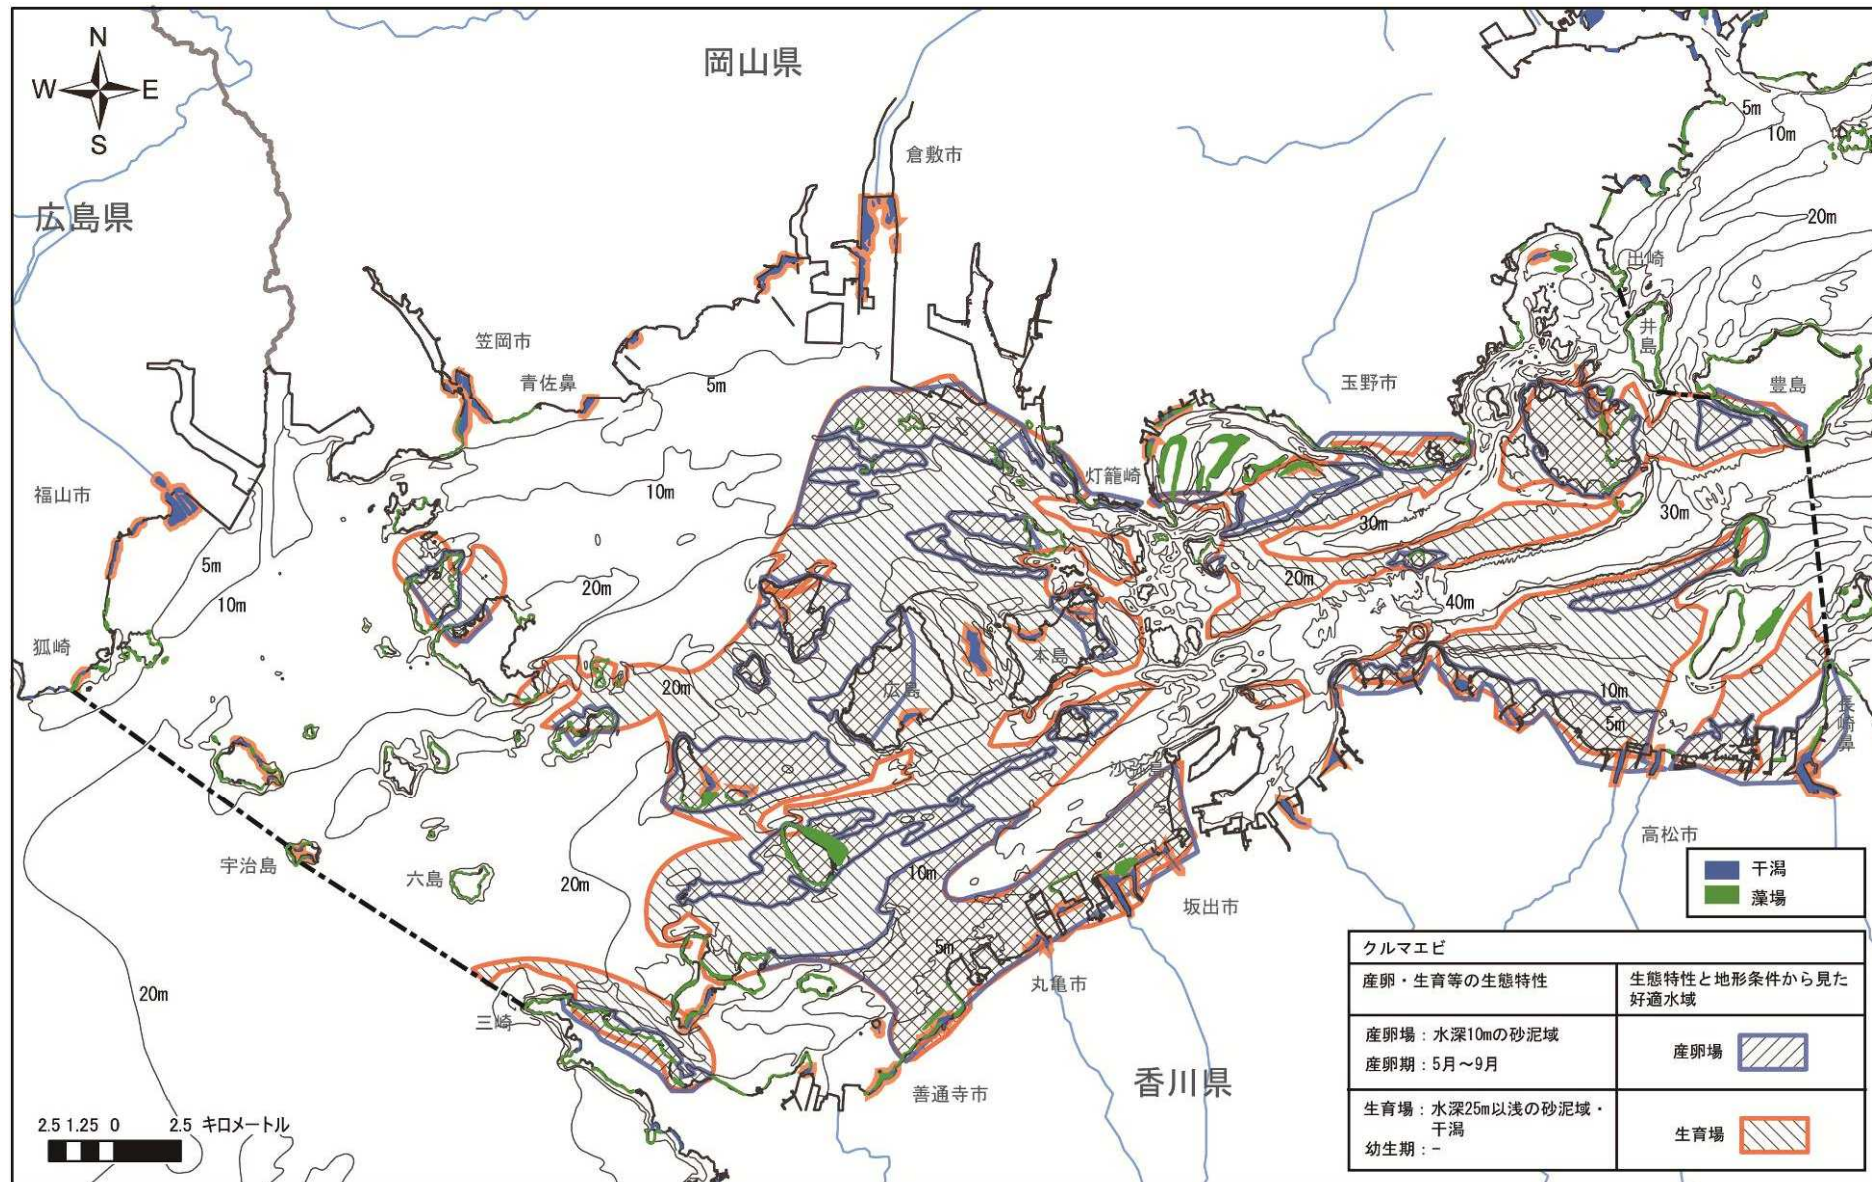 N
W E
S
岡山県
広島県
倉敷市
笠岡市
青佐鼻
福山市
狐崎
玉野市
出崎
井島
豊島
灯籠崎
本島
広島
沙弥島
宇治島
六島
三崎
坂出市
丸亀市
善通寺市
香川県
高松市
長崎鼻
5m
10m
20m
5m
10m
20m
5m
10m
20m
20m
20m
30m
30m
20m
40m
10m
5m
10m
5m
20m
2.5 1.25 0 2.5 キロメートル
干潟
藻場
クルマエビ
産卵・生育等の生態特性
生態特性と地形条件から見た
好適水域
産卵場：水深10mの砂泥域
産卵期：5月～9月
産卵場
生育場：水深25m以浅の砂泥域・
干潟
幼生期：-
生育場